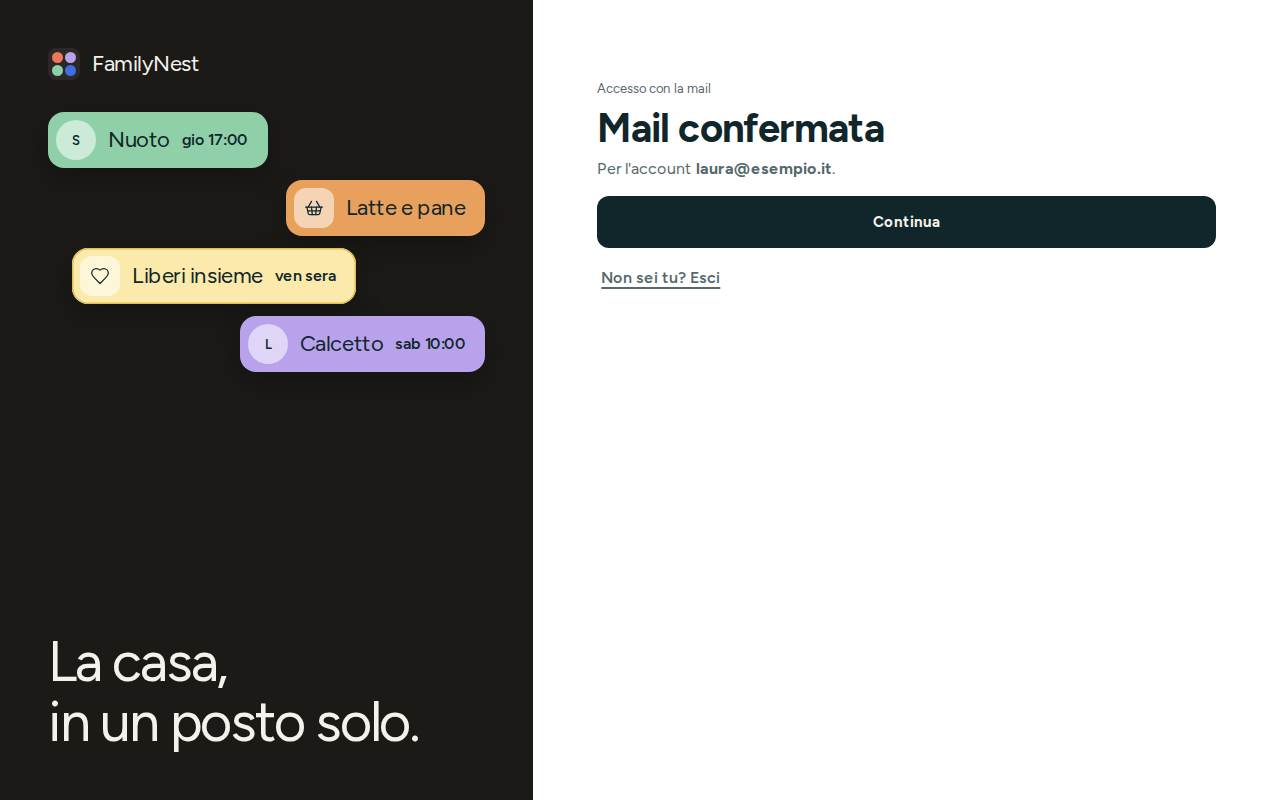 FamilyNest
S Nuoto gio 17:00
Latte e pane
Liberi insieme ven sera
L Calcetto sab 10:00
La casa,
in un posto solo.
Accesso con la mail
Mail confermata
Per l'account laura@esempio.it.
Continua
Non sei tu? Esci